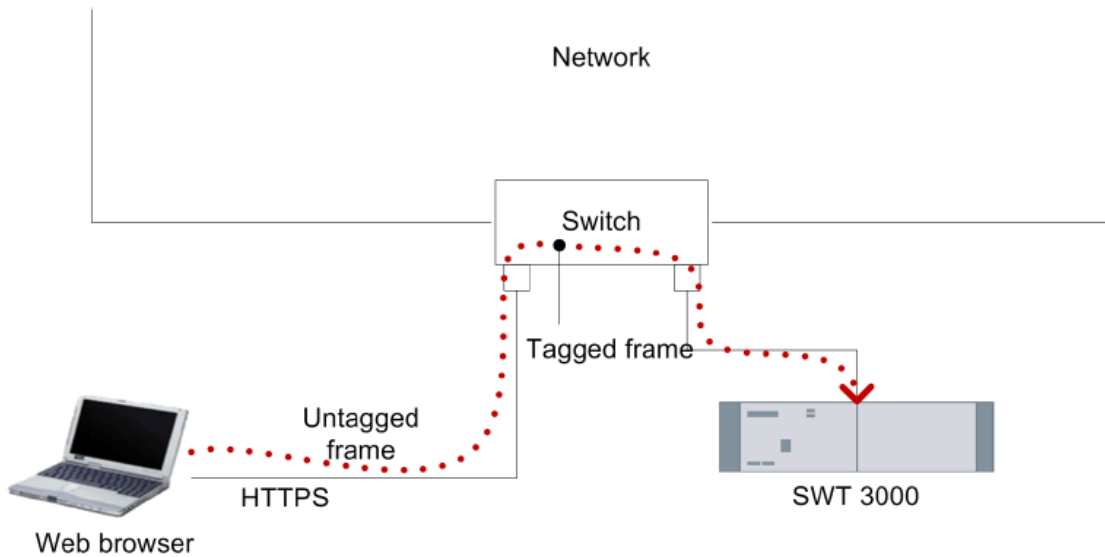 Network
Switch
Tagged frame
Untagged
frame
HTTPS
SWT 3000
Web browser